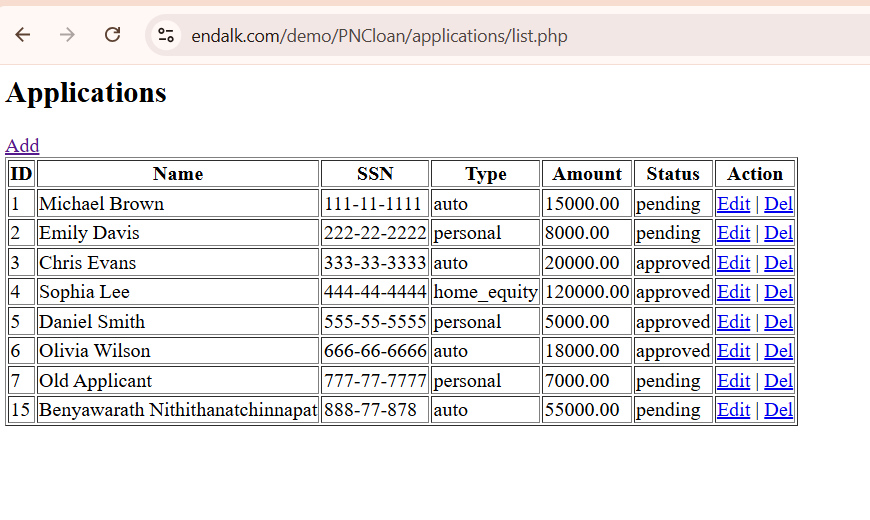 endalk.com/demo/PNCloan/applications/list.php
Applications
Add
ID Name SSN Type Amount Status Action
1 Michael Brown 111-11-1111 auto 15000.00 pending Edit | Del
2 Emily Davis 222-22-2222 personal 8000.00 pending Edit | Del
3 Chris Evans 333-33-3333 auto 20000.00 approved Edit | Del
4 Sophia Lee 444-44-4444 home_equity 120000.00 approved Edit | Del
5 Daniel Smith 555-55-5555 personal 5000.00 approved Edit | Del
6 Olivia Wilson 666-66-6666 auto 18000.00 approved Edit | Del
7 Old Applicant 777-77-7777 personal 7000.00 pending Edit | Del
15 Benyawarath Nithithanatchinnapat 888-77-878 auto 55000.00 pending Edit | Del